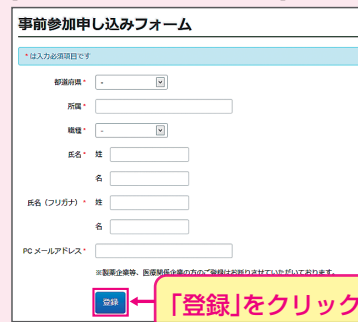 事前参加申し込みフォーム
*は入力必須項目です
都道府県* -
所属*
職種* -
氏名* 姓
名
氏名（フリガナ）* 姓
名
PCメールアドレス*
※製薬企業等、医療関係企業の方のご登録はお断りさせていただいております。
登録
「登録」をクリック